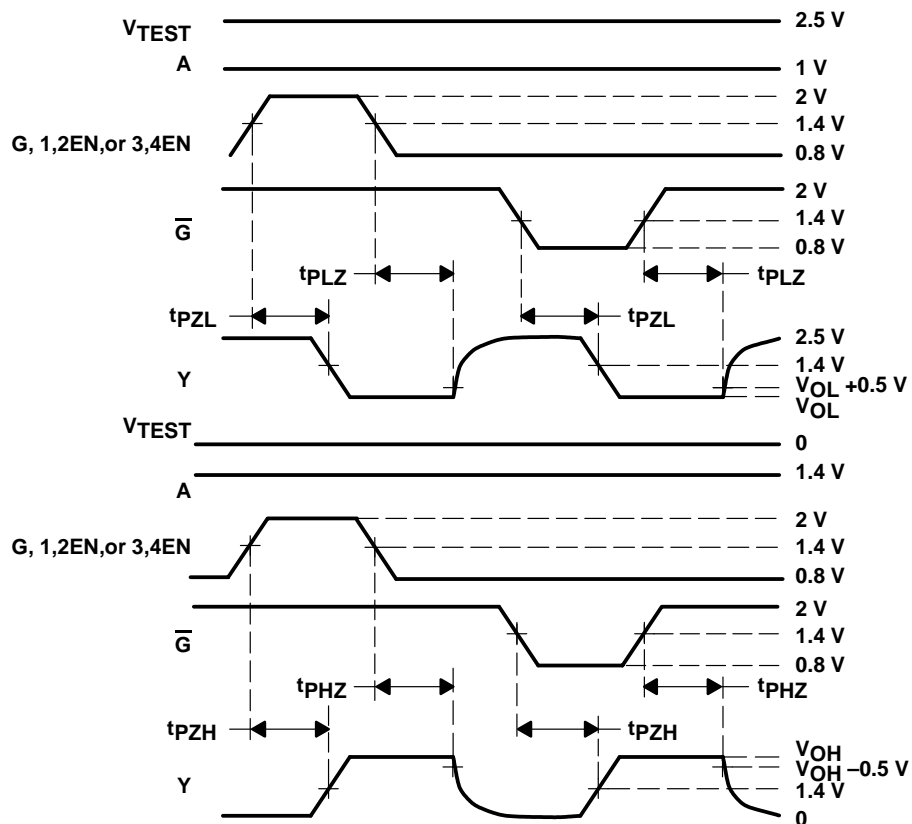 VTEST 2.5 V
A 1 V
2 V
G, 1,2EN,or 3,4EN 1.4 V
0.8 V
2 V
G 1.4 V
0.8 V
tPLZ tPLZ
tPZL tPZL
2.5 V
1.4 V
Y VOL +0.5 V
VOL
VTEST 0
A 1.4 V
2 V
G, 1,2EN,or 3,4EN 1.4 V
0.8 V
2 V
G 1.4 V
0.8 V
tPHZ tPHZ
tPZH tPZH
VOH
VOH –0.5 V
Y 1.4 V
0